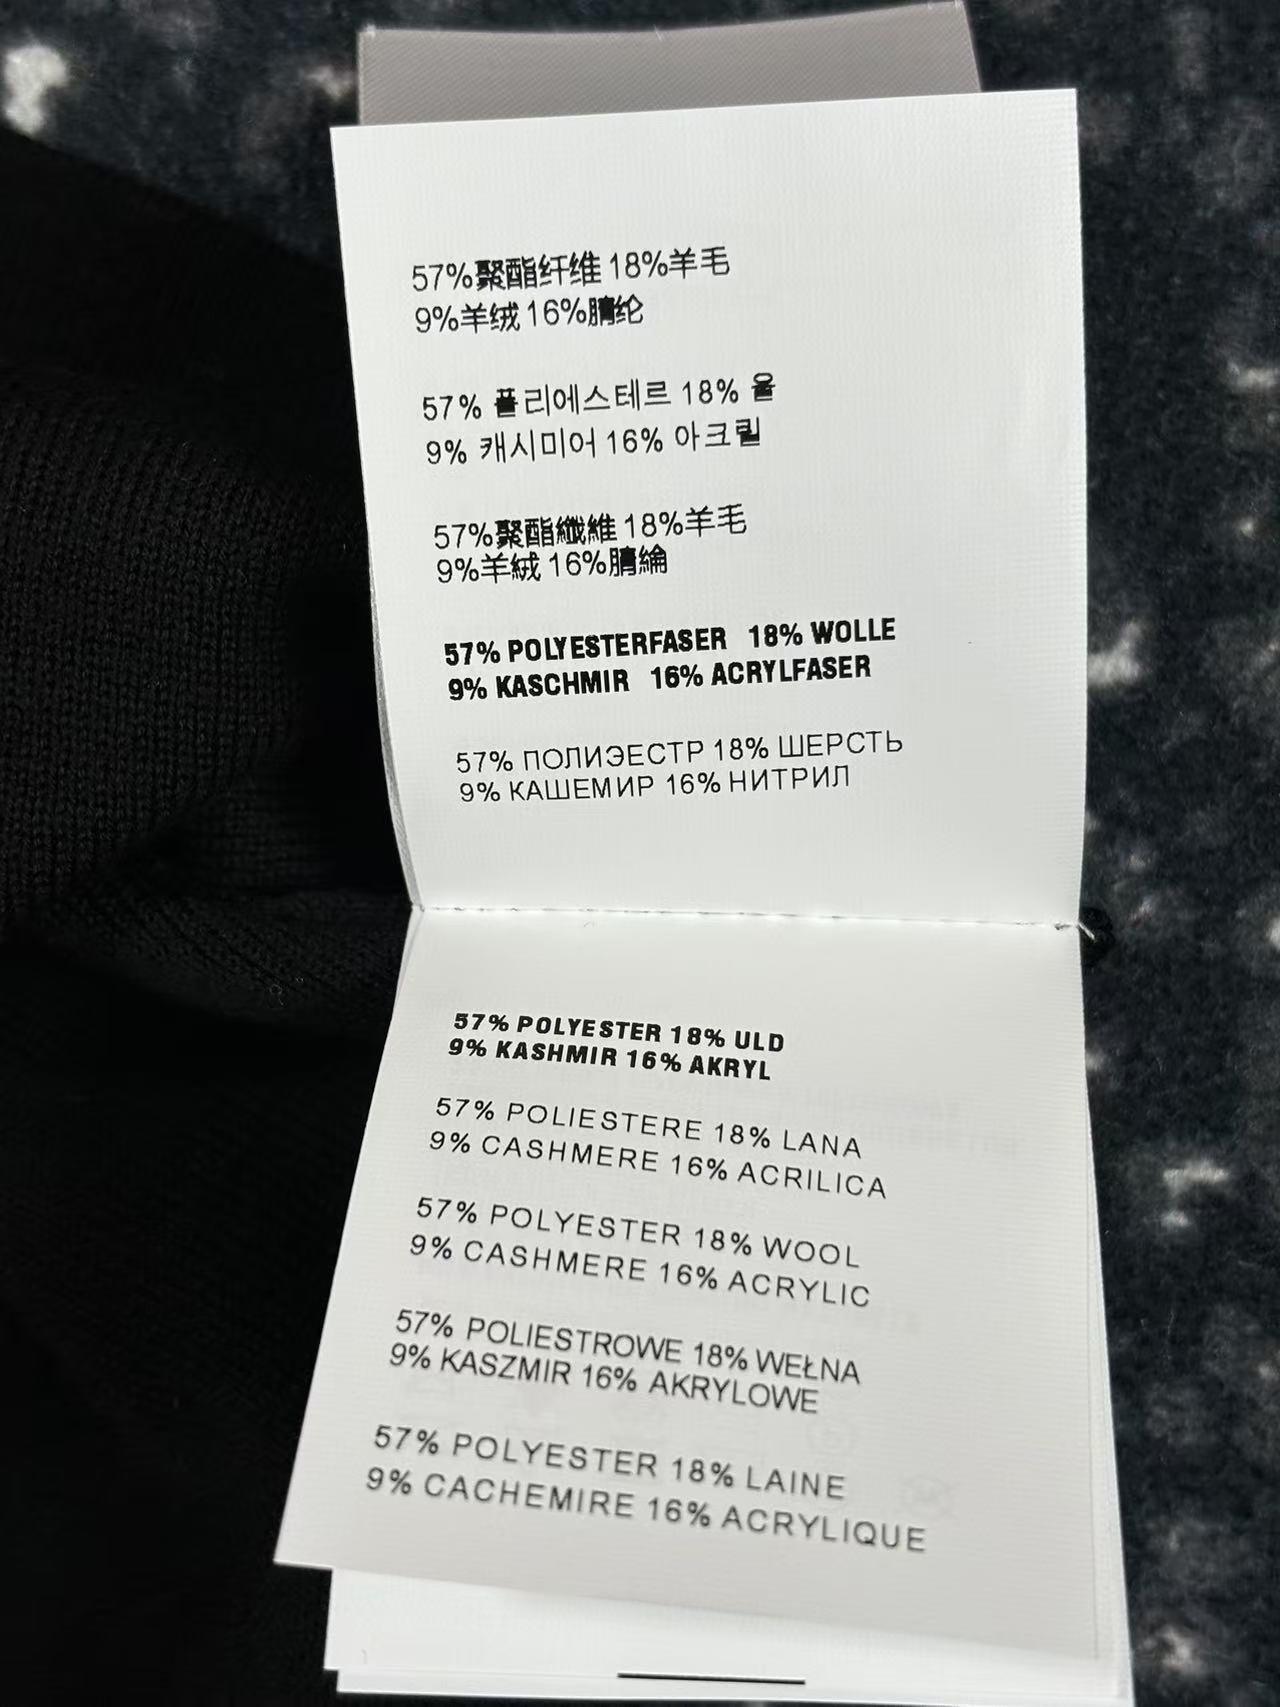 57%聚酯纤维 18%羊毛
9%羊绒 16%腈纶
57% 폴리에스테르 18% 울
9% 캐시미어 16% 아크릴
57%聚酯纖維 18%羊毛
9%羊絨 16%腈綸
57% POLYESTERFASER 18% WOLLE
9% KASCHMIR 16% ACRYLFASER
57% ПОЛИЭЕСТР 18% ШЕРСТЬ
9% КАШЕМИР 16% НИТРИЛ
57% POLYESTER 18% ULD
9% KASHMIR 16% AKRYL
57% POLIESTERE 18% LANA
9% CASHMERE 16% ACRILICA
57% POLYESTER 18% WOOL
9% CASHMERE 16% ACRYLIC
57% POLIESTROWE 18% WEŁNA
9% KASZMIR 16% AKRYLOWE
57% POLYESTER 18% LAINE
9% CACHEMIRE 16% ACRYLIQUE